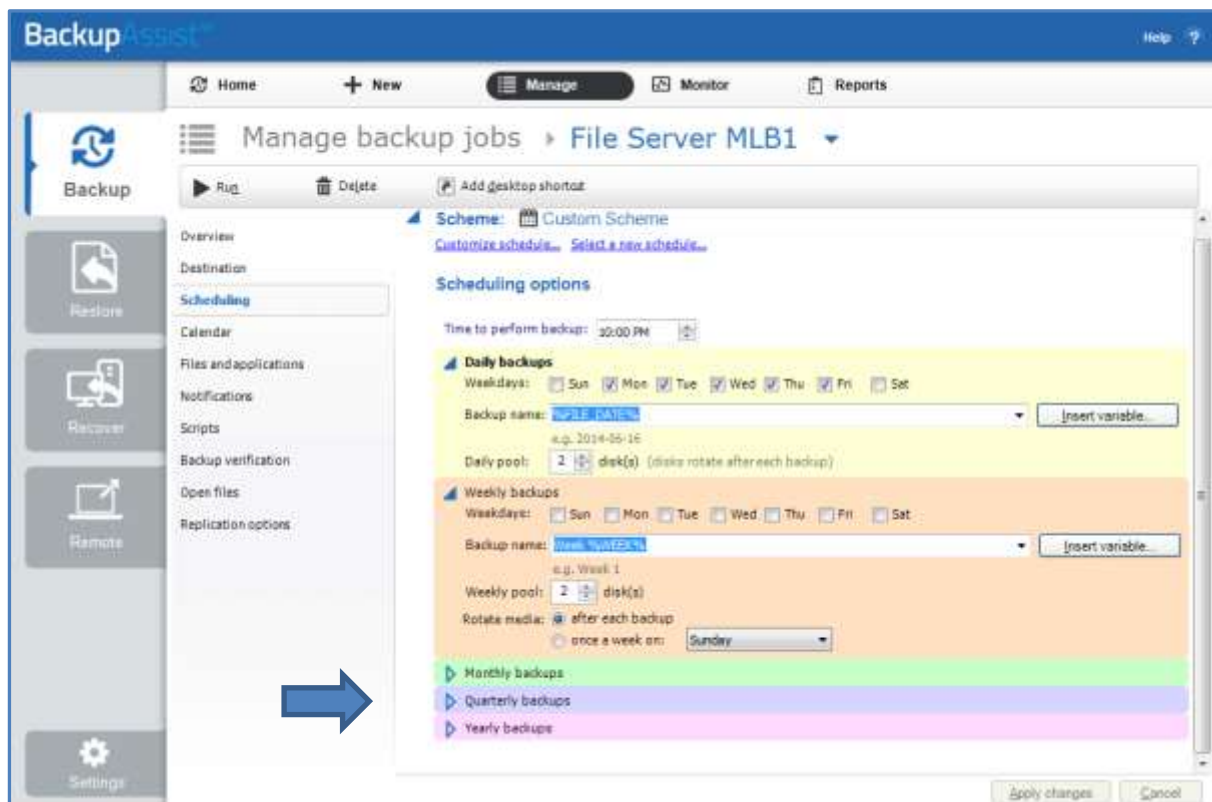 BackupAssist™
Help ?
Home New Manage Monitor Reports
Manage backup jobs File Server MLB1
Run Delete Add desktop shortcut
Backup
Restore
Recover
Remote
Settings
Overview
Destination
Scheduling
Calendar
Files and applications
Notifications
Scripts
Backup verification
Open files
Replication options
Scheme: Custom Scheme
Customize schedule... Select a new schedule...
Scheduling options
Time to perform backup: 10:00 PM
Daily backups
Weekdays: Sun Mon Tue Wed Thu Fri Sat
Backup name: %FILE_DATE% Insert variable...
e.g. 2014-06-16
Daily pool: 2 disk(s) (disks rotate after each backup)
Weekly backups
Weekdays: Sun Mon Tue Wed Thu Fri Sat
Backup name: Week %WEEK% Insert variable...
e.g. Week 1
Weekly pool: 2 disk(s)
Rotate media: after each backup
once a week on: Sunday
Monthly backups
Quarterly backups
Yearly backups
Apply changes Cancel